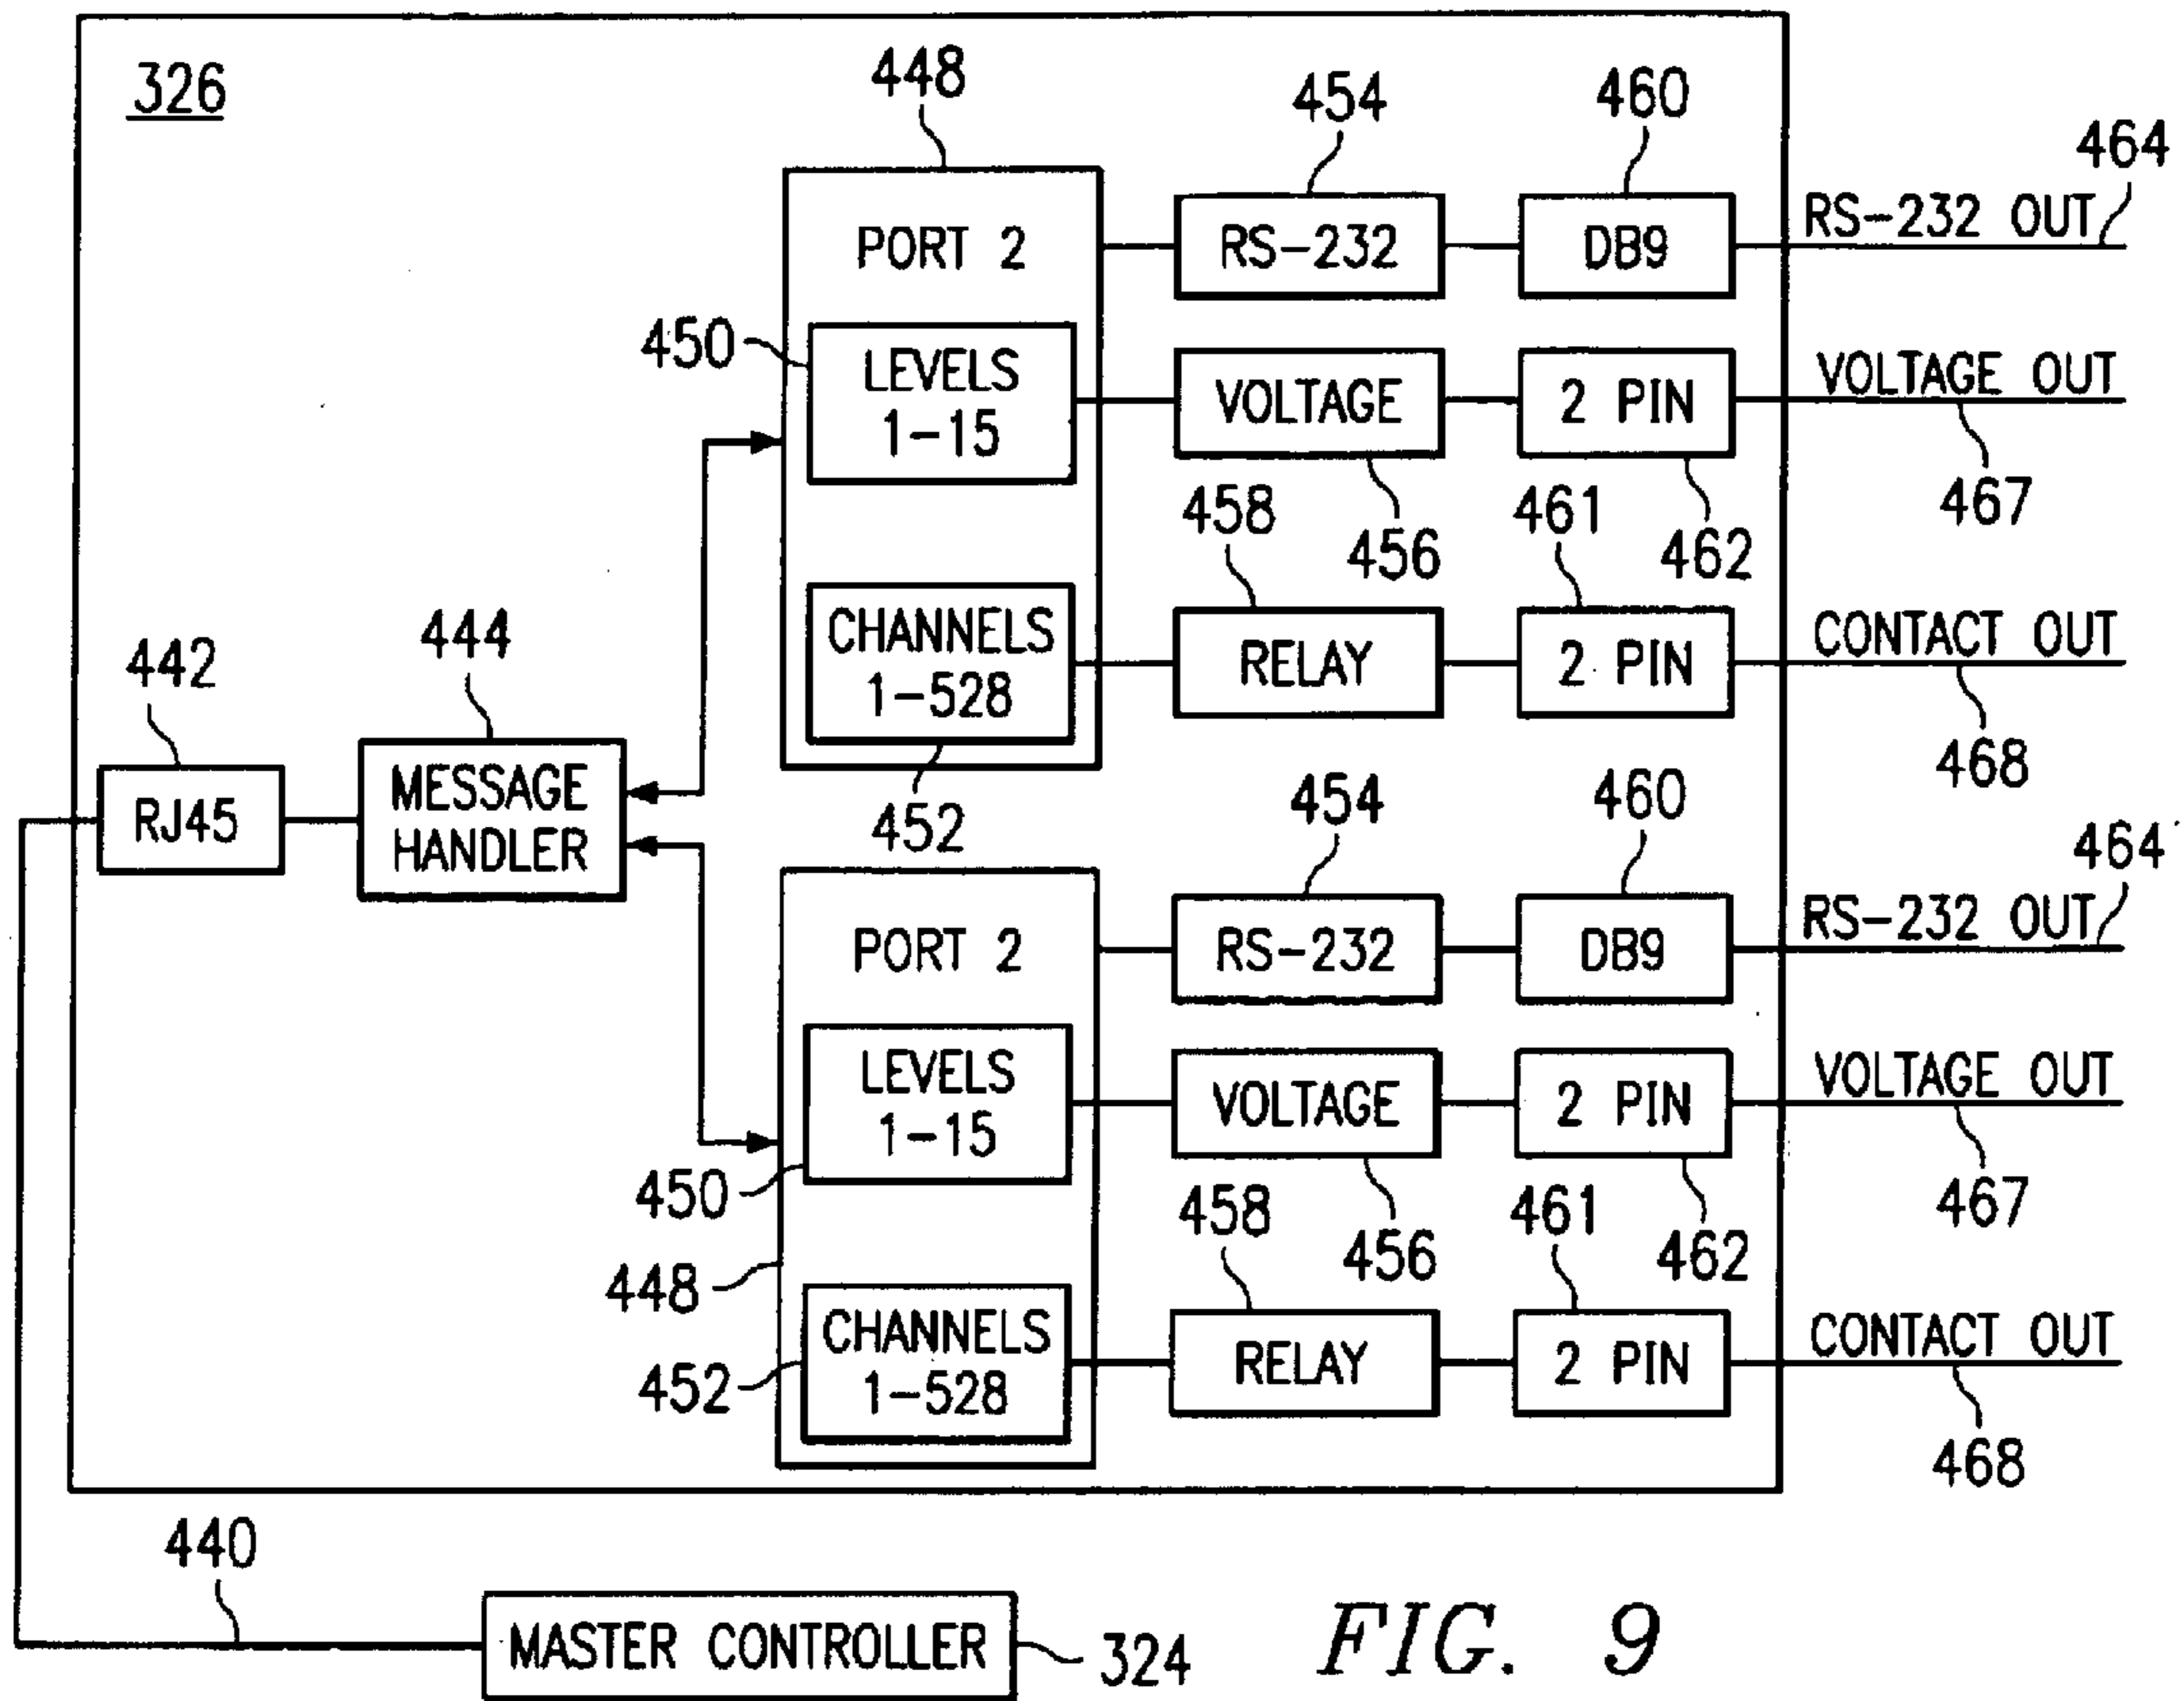 326
448
454
460
464
PORT 2
RS-232
DB9
RS-232 OUT
450
LEVELS
1-15
VOLTAGE
2 PIN
VOLTAGE OUT
458
456
461
462
467
CHANNELS
1-528
RELAY
2 PIN
CONTACT OUT
468
452
442
444
RJ45
MESSAGE
HANDLER
454
460
464
PORT 2
RS-232
DB9
RS-232 OUT
LEVELS
1-15
VOLTAGE
2 PIN
VOLTAGE OUT
450
458
456
461
462
467
448
CHANNELS
1-528
RELAY
2 PIN
CONTACT OUT
452
468
440
MASTER CONTROLLER
324
FIG. 9